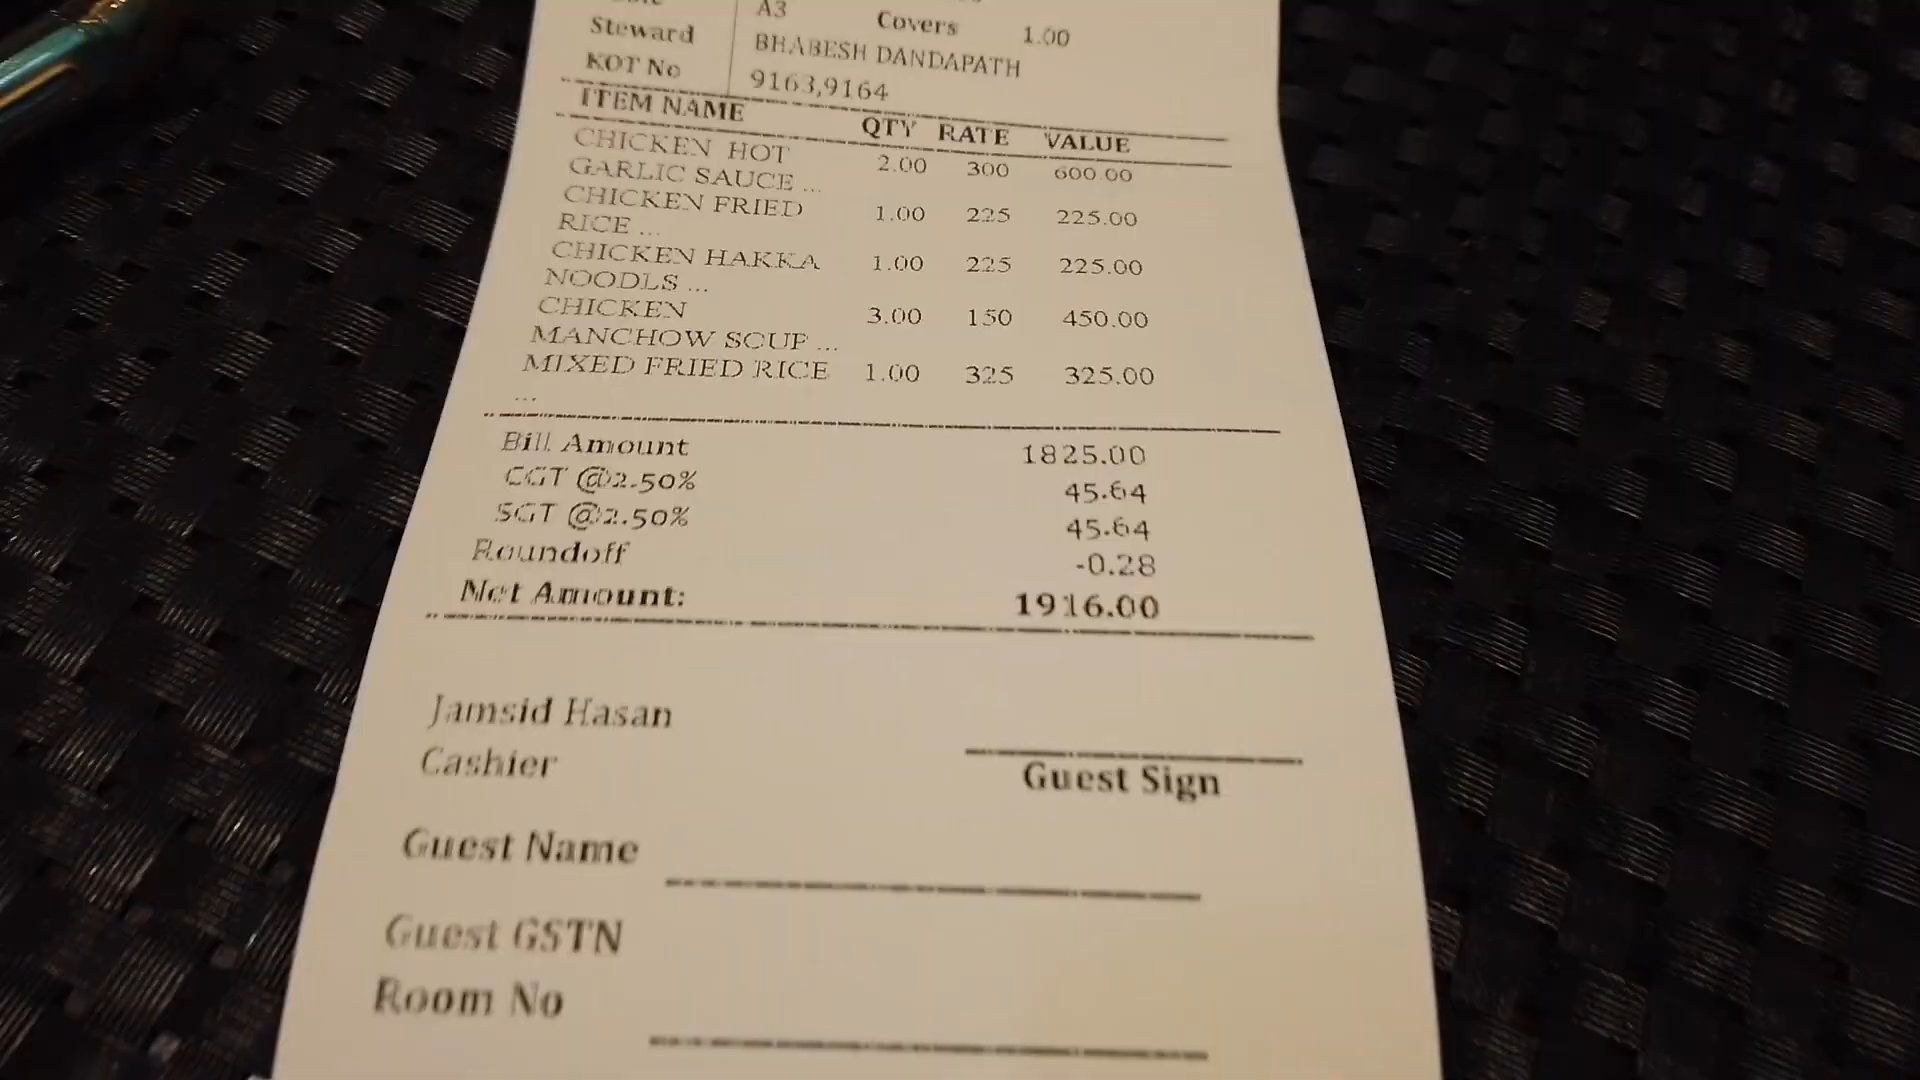 A3 Covers 1.00
Steward BHABESH DANDAPATH
KOT No 9163,9164
ITEM NAME QTY RATE VALUE
CHICKEN HOT
GARLIC SAUCE ... 2.00 300 600.00
CHICKEN FRIED
RICE ... 1.00 225 225.00
CHICKEN HAKKA
NOODLS ... 1.00 225 225.00
CHICKEN
MANCHOW SOUP ... 3.00 150 450.00
MIXED FRIED RICE 1.00 325 325.00
...
Bill Amount 1825.00
CGT @2.50% 45.64
SGT @2.50% 45.64
Roundoff -0.28
Net Amount: 1916.00
Jamsid Hasan
Cashier
Guest Sign
Guest Name
Guest GSTN
Room No